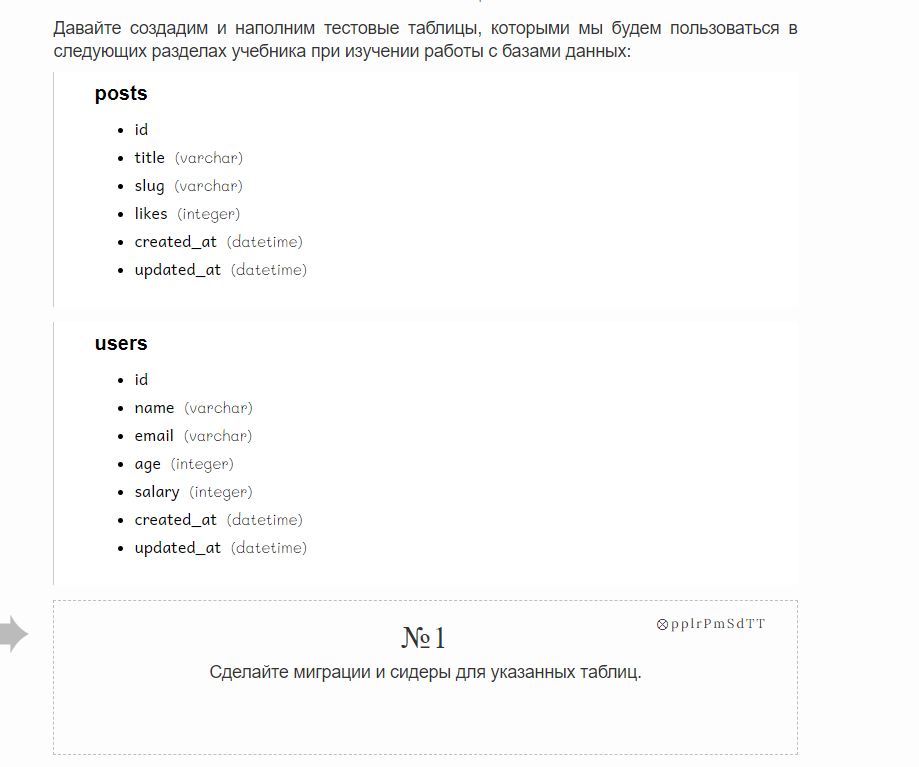 Давайте создадим и наполним тестовые таблицы, которыми мы будем пользоваться в
следующих разделах учебника при изучении работы с базами данных:
posts
id
title (varchar)
slug (varchar)
likes (integer)
created_at (datetime)
updated_at (datetime)
users
id
name (varchar)
email (varchar)
age (integer)
salary (integer)
created_at (datetime)
updated_at (datetime)
⊗pplrPmSdTT
№1
Сделайте миграции и сидеры для указанных таблиц.